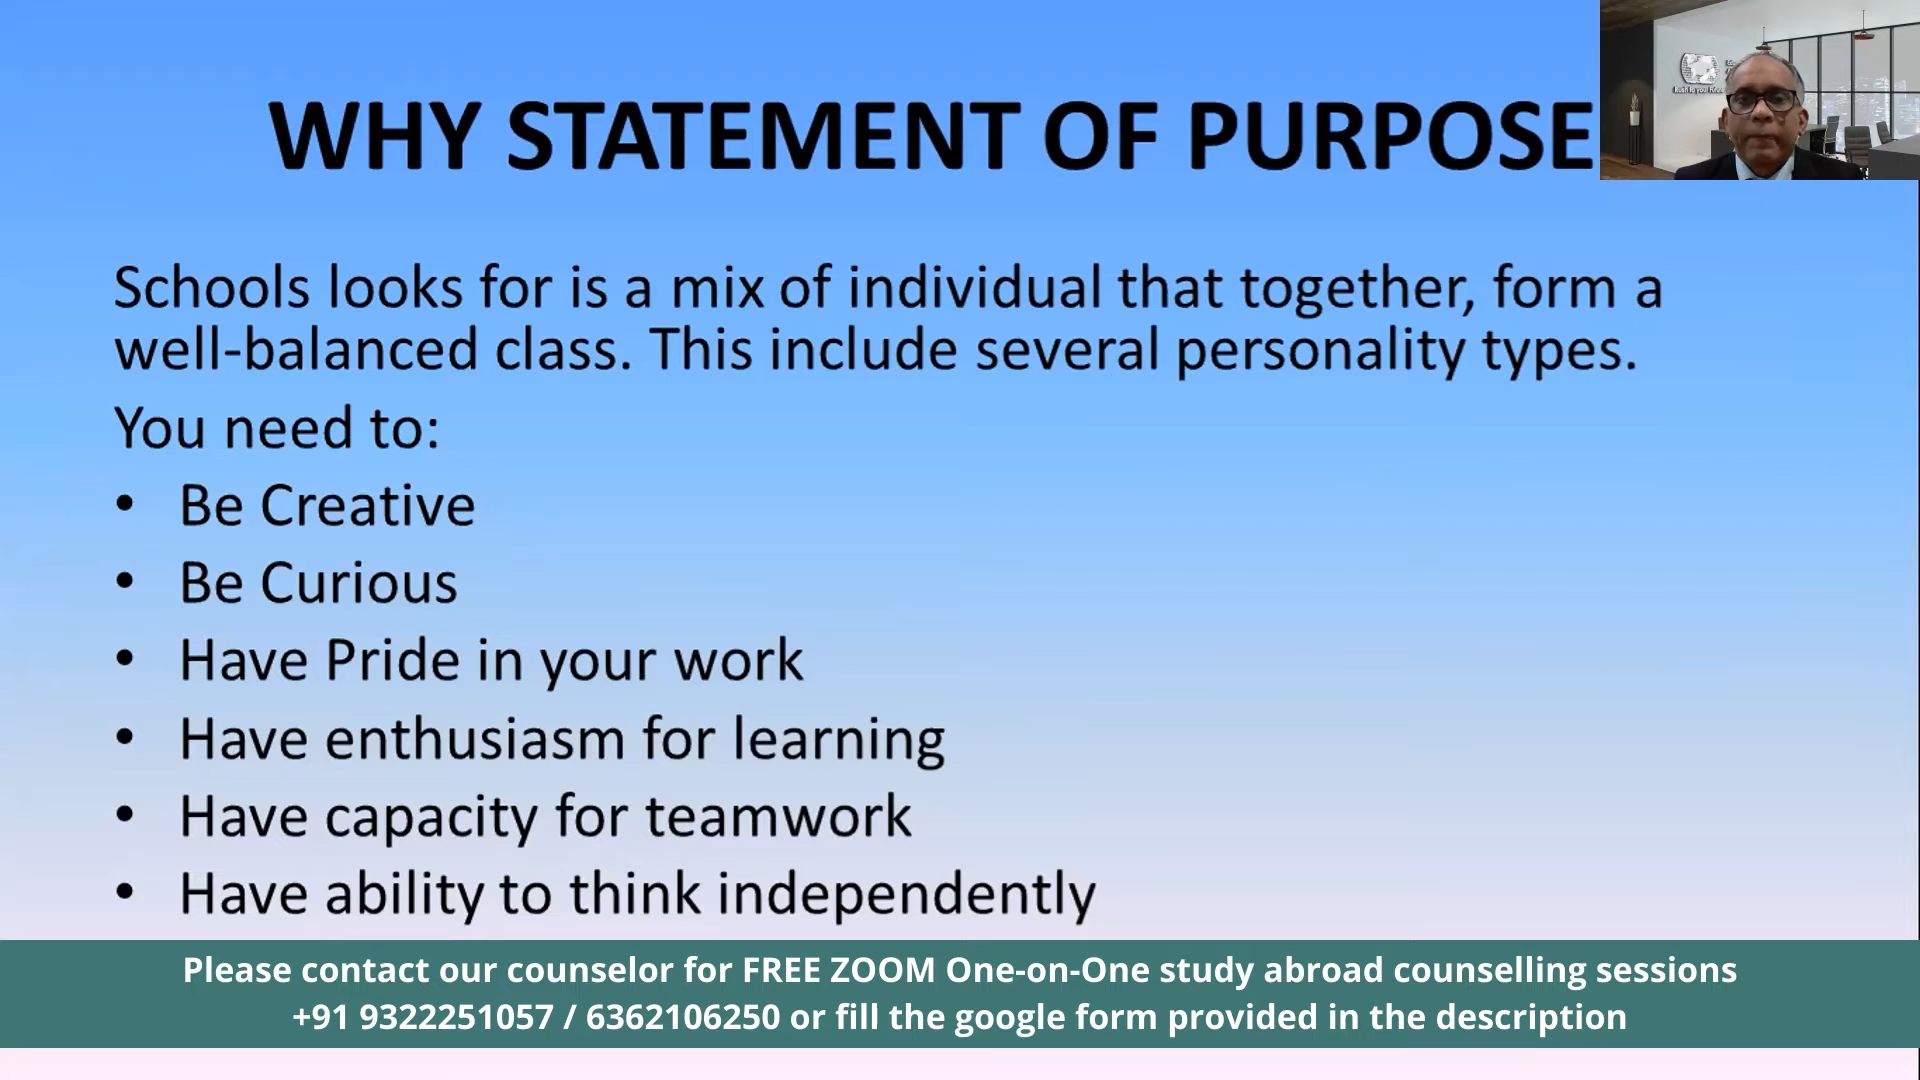 WHY STATEMENT OF PURPOSE
Schools looks for is a mix of individual that together, form a
well-balanced class. This include several personality types.
You need to:
• Be Creative
• Be Curious
• Have Pride in your work
• Have enthusiasm for learning
• Have capacity for teamwork
• Have ability to think independently
Please contact our counselor for FREE ZOOM One-on-One study abroad counselling sessions
+91 9322251057 / 6362106250 or fill the google form provided in the description